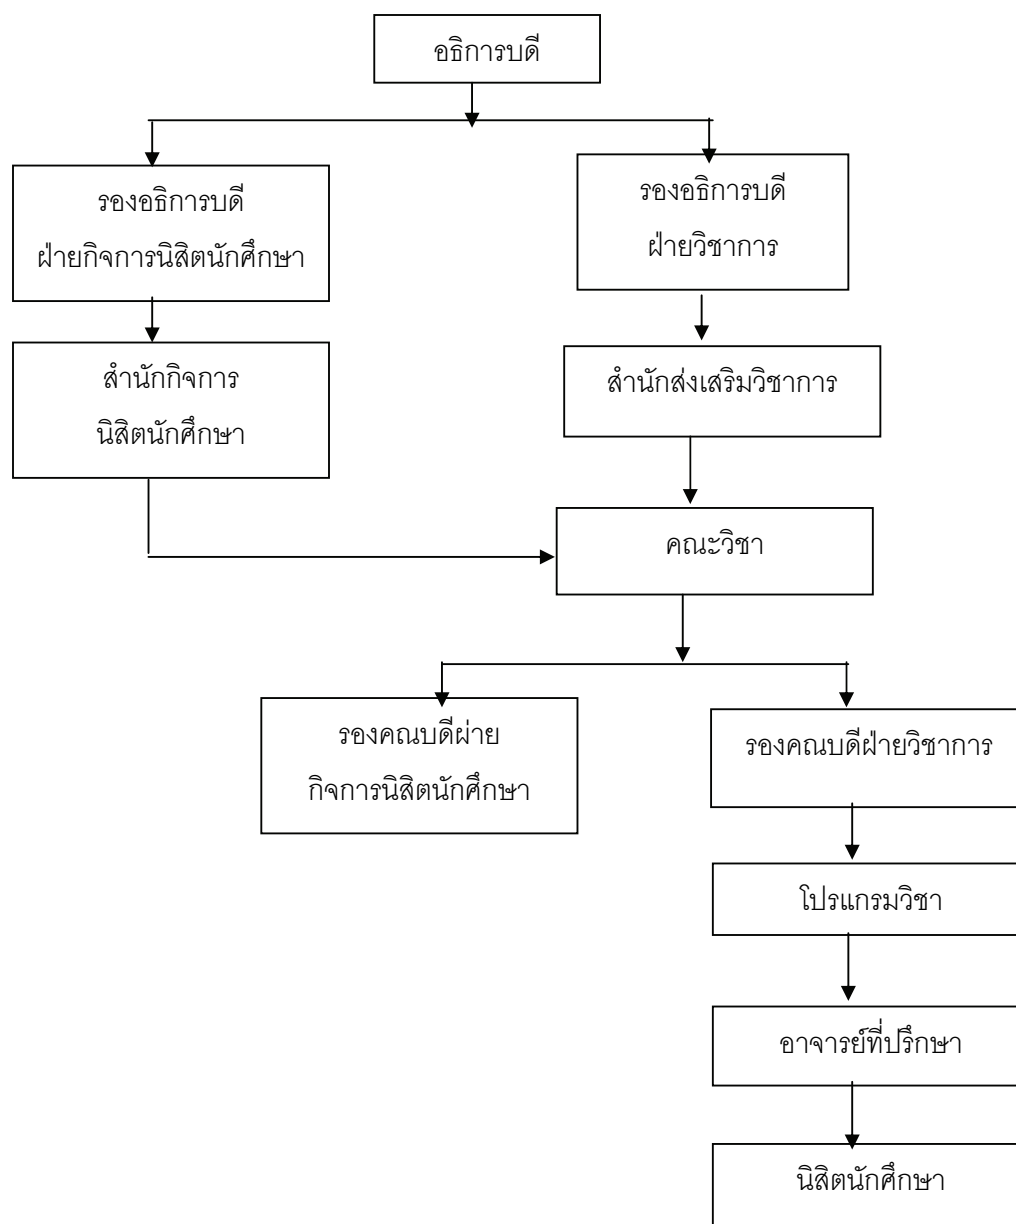 อธิการบดี
รองอธิการบดี
ฝ่ายกิจการนิสิตนักศึกษา
รองอธิการบดี
ฝ่ายวิชาการ
สำนักกิจการ
นิสิตนักศึกษา
สำนักส่งเสริมวิชาการ
คณะวิชา
รองคณบดีผ่าย
กิจการนิสิตนักศึกษา
รองคณบดีฝ่ายวิชาการ
โปรแกรมวิชา
อาจารย์ที่ปรึกษา
นิสิตนักศึกษา